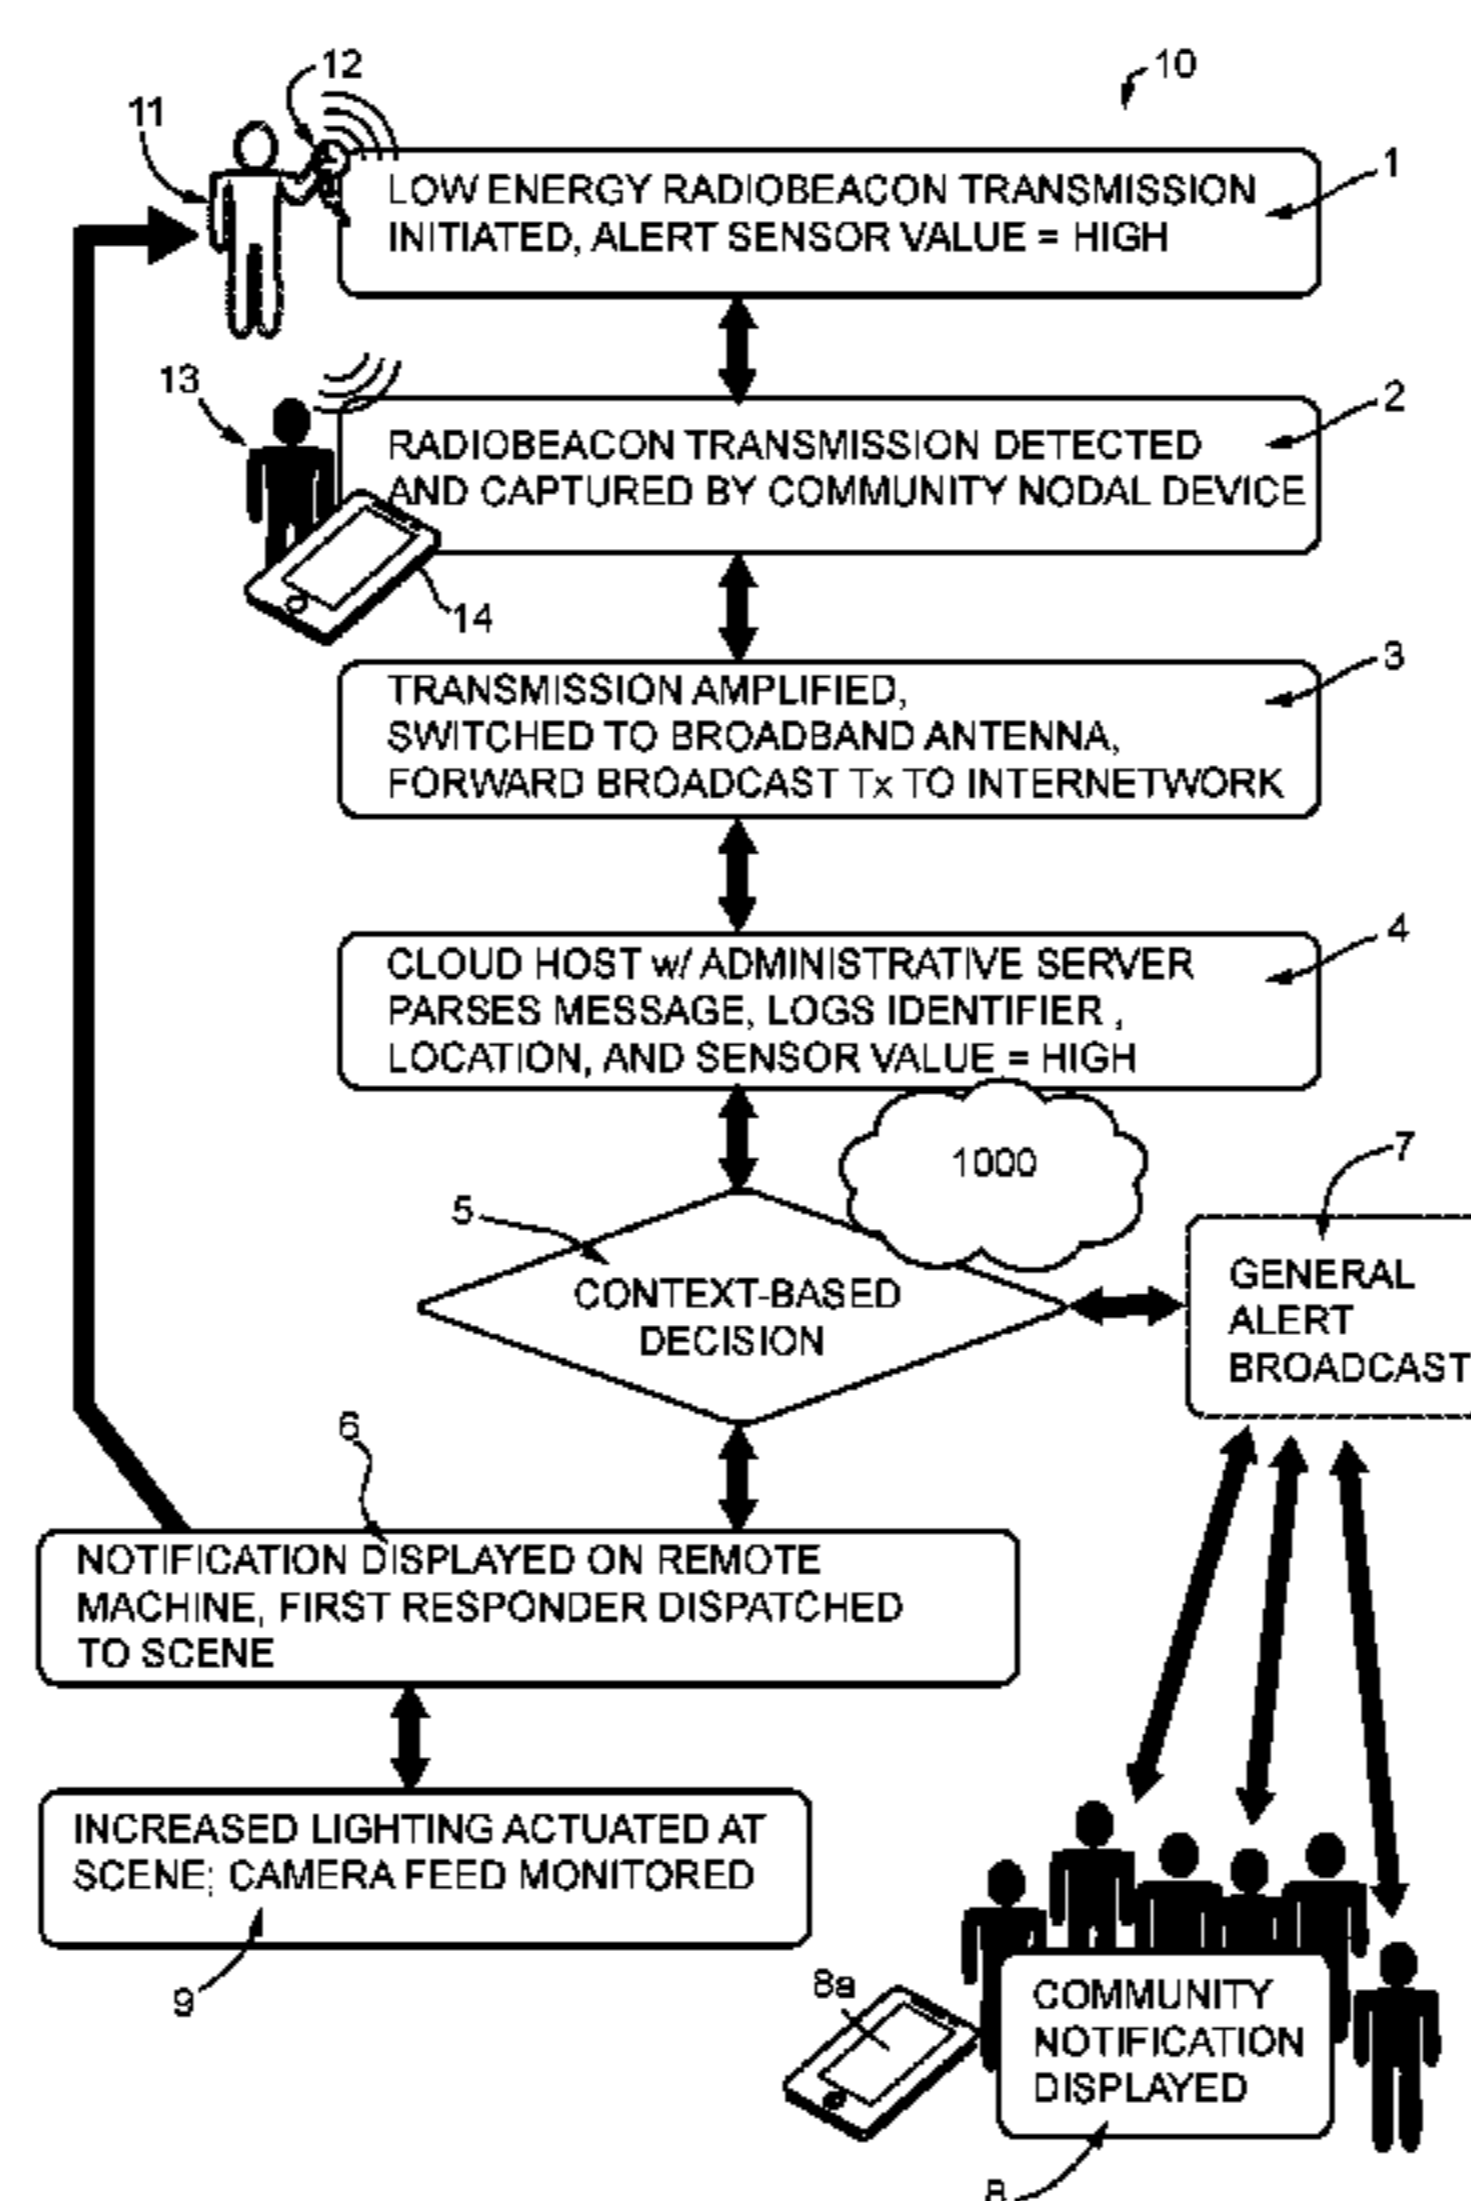 12
10
11
1
LOW ENERGY RADIOBEACON TRANSMISSION
INITIATED, ALERT SENSOR VALUE = HIGH
13
2
RADIOBEACON TRANSMISSION DETECTED
AND CAPTURED BY COMMUNITY NODAL DEVICE
14
3
TRANSMISSION AMPLIFIED,
SWITCHED TO BROADBAND ANTENNA,
FORWARD BROADCAST Tx TO INTERNETWORK
4
CLOUD HOST w/ ADMINISTRATIVE SERVER
PARSES MESSAGE, LOGS IDENTIFIER ,
LOCATION, AND SENSOR VALUE = HIGH
1000
7
5
CONTEXT-BASED
DECISION
GENERAL
ALERT
BROADCAST
6
NOTIFICATION DISPLAYED ON REMOTE
MACHINE, FIRST RESPONDER DISPATCHED
TO SCENE
INCREASED LIGHTING ACTUATED AT
SCENE; CAMERA FEED MONITORED
9
8a
COMMUNITY
NOTIFICATION
DISPLAYED
8